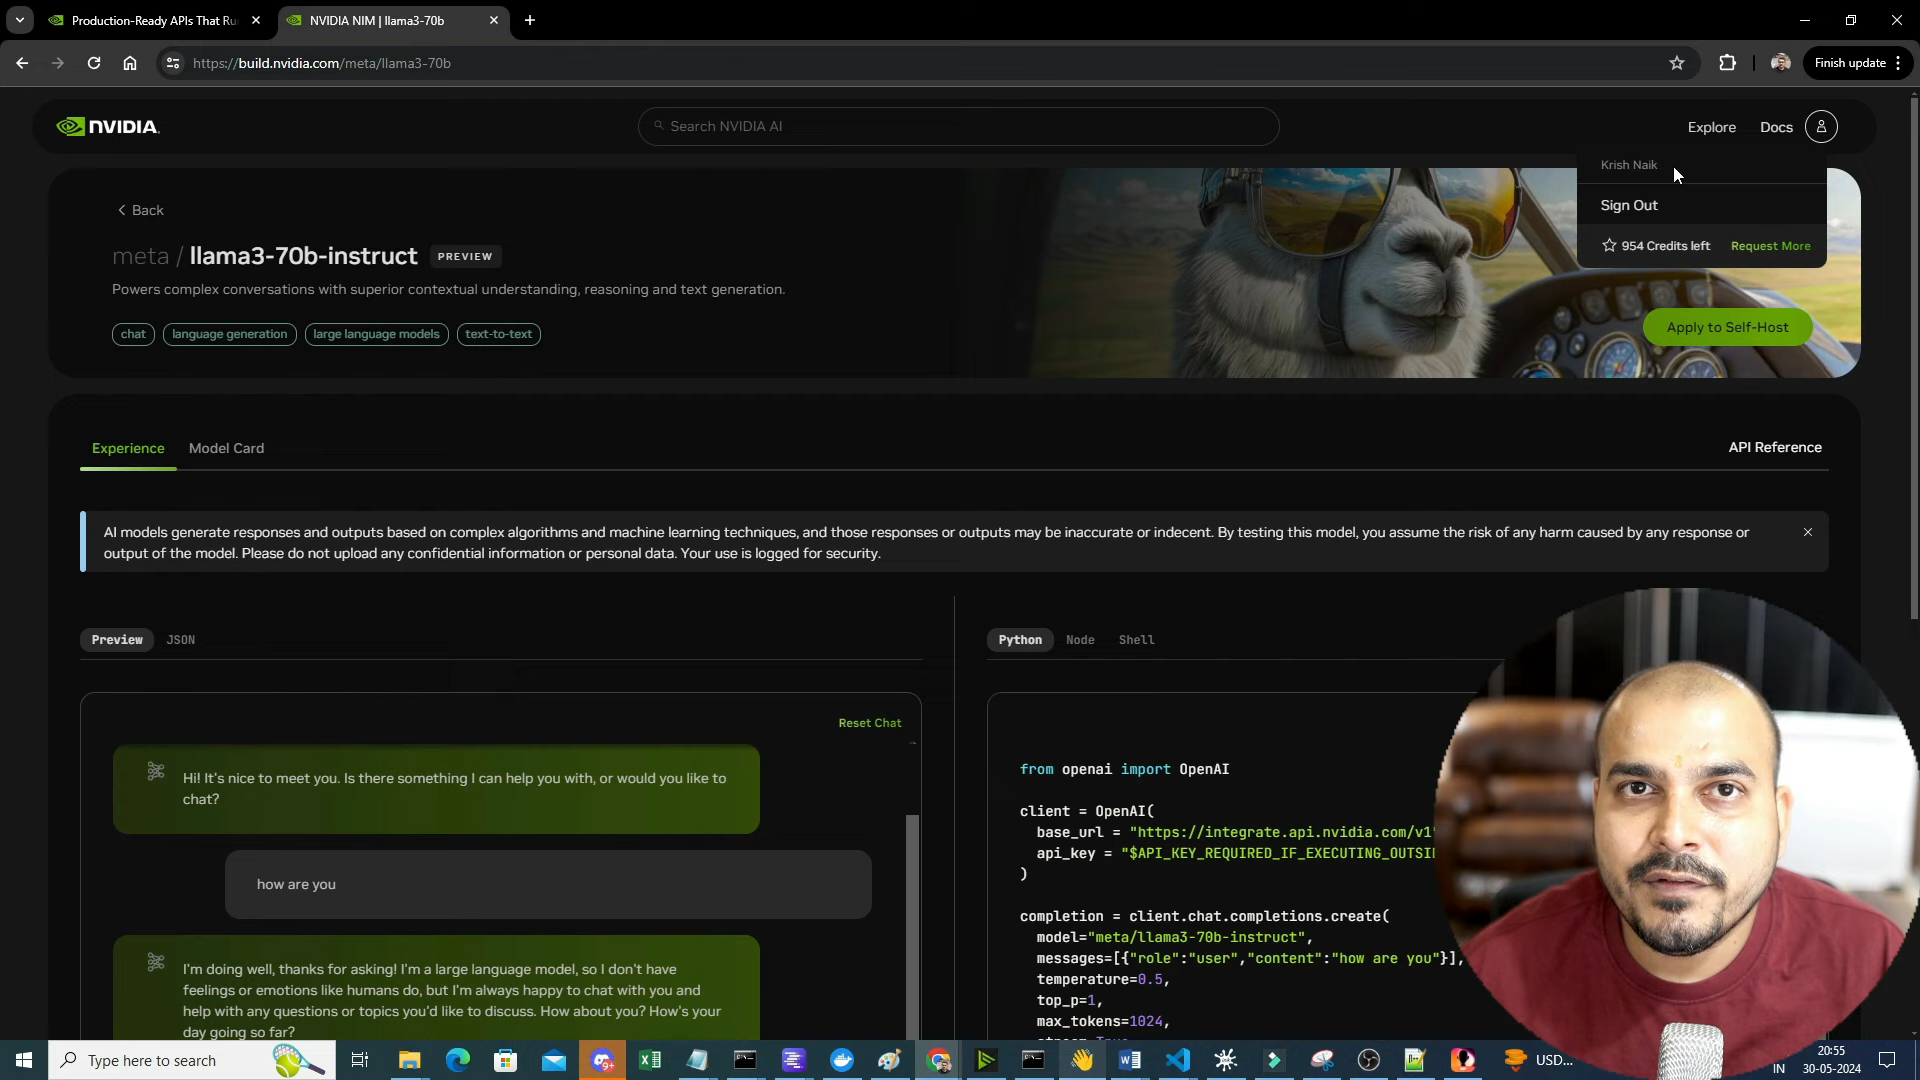 Production-Ready APIs That Ru
NVIDIA NIM | llama3-70b
https://build.nvidia.com/meta/llama3-70b
Finish update
NVIDIA
Search NVIDIA AI
Explore
Docs
Krish Naik
Sign Out
954 Credits left
Request More
Back
meta / llama3-70b-instruct
PREVIEW
Powers complex conversations with superior contextual understanding, reasoning and text generation.
chat
language generation
large language models
text-to-text
Apply to Self-Host
Experience
Model Card
API Reference
AI models generate responses and outputs based on complex algorithms and machine learning techniques, and those responses or outputs may be inaccurate or indecent. By testing this model, you assume the risk of any harm caused by any response or
output of the model. Please do not upload any confidential information or personal data. Your use is logged for security.
Preview
JSON
Python
Node
Shell
Reset Chat
Hi! It's nice to meet you. Is there something I can help you with, or would you like to
chat?
how are you
I'm doing well, thanks for asking! I'm a large language model, so I don't have
feelings or emotions like humans do, but I'm always happy to chat with you and
help with any questions or topics you'd like to discuss. How about you? How's your
day going so far?
from openai import OpenAI
client = OpenAI(
base_url = "https://integrate.api.nvidia.com/v1"
api_key = "$API_KEY_REQUIRED_IF_EXECUTING_OUTSI
)
completion = client.chat.completions.create(
model="meta/llama3-70b-instruct",
messages=[{"role":"user","content":"how are you"}],
temperature=0.5,
top_p=1,
max_tokens=1024,
Type here to search
USD...
IN
20:55
30-05-2024